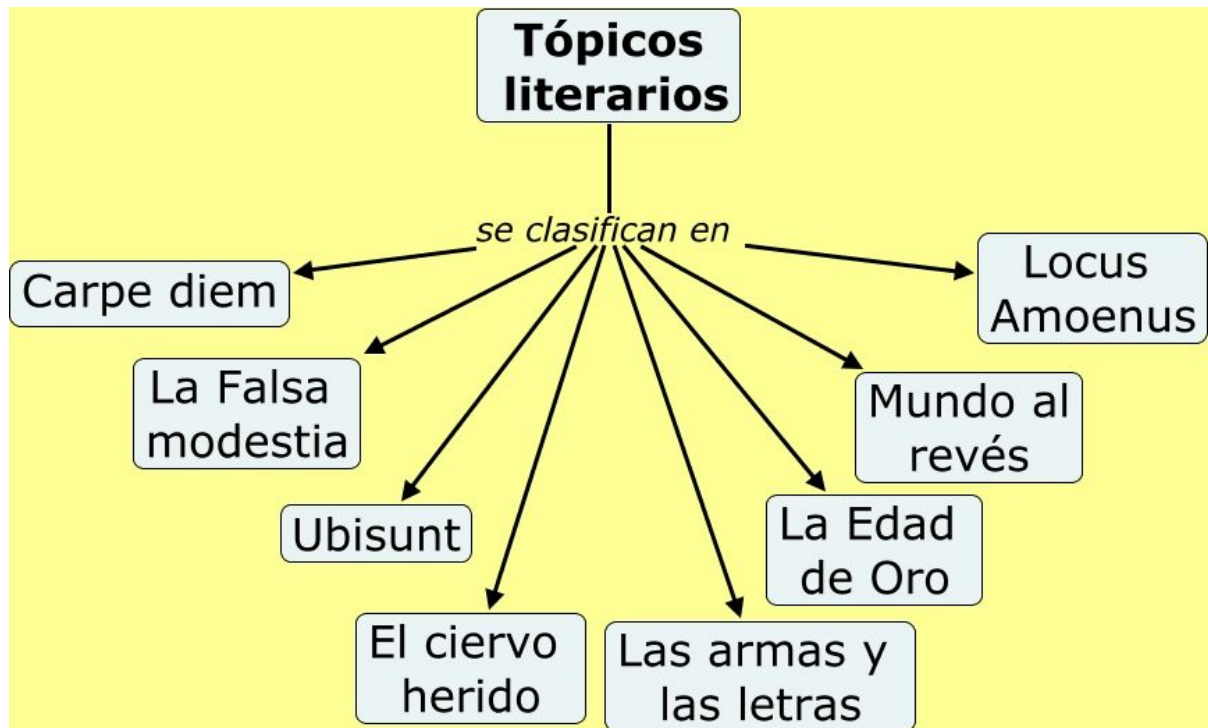 Tópicos
literarios
se clasifican en
Carpe diem
La Falsa
modestia
Ubisunt
El ciervo
herido
Las armas y
las letras
La Edad
de Oro
Mundo al
revés
Locus
Amoenus